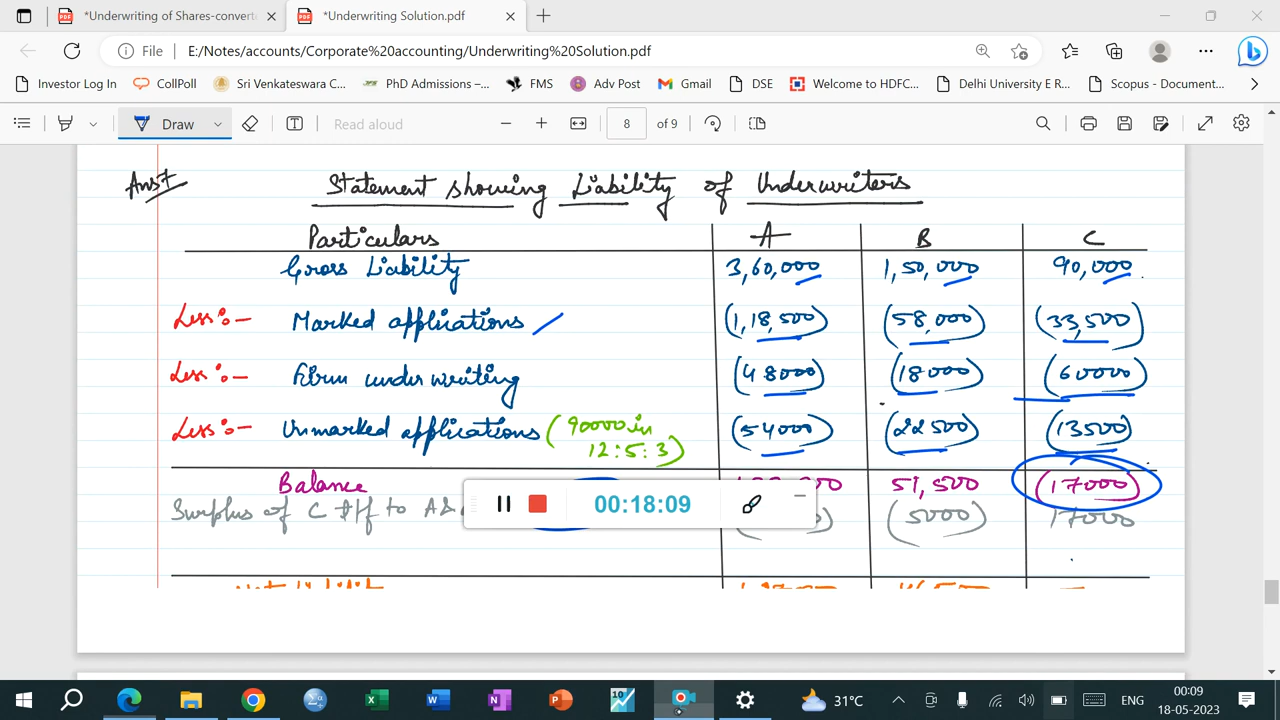 *Underwriting of Shares-convert
*Underwriting Solution.pdf
File E:/Notes/accounts/Corporate%20accounting/Underwriting%20Solution.pdf
Investor Log In CollPoll Sri Venkateswara C... PhD Admissions –... FMS Adv Post Gmail DSE Welcome to HDFC... Delhi University E R... Scopus - Document...
Draw Read aloud 8 of 9
Ans7 Statement showing Liability of Underwriters
Particulars A B C
Gross Liability 3,60,000 1,50,000 90,000
Less:- Marked applications (1,18,500) (58,000) (33,500)
Less:- Firm underwriting (48000) (18000) (60000)
Less:- Unmarked applications (90000 in (54000) (22500) (13500)
12:5:3)
Balance 51,500 (17000)
Surplus of C tff to A& (5000) 17000
00:18:09
31°C ENG 00:09
18-05-2023